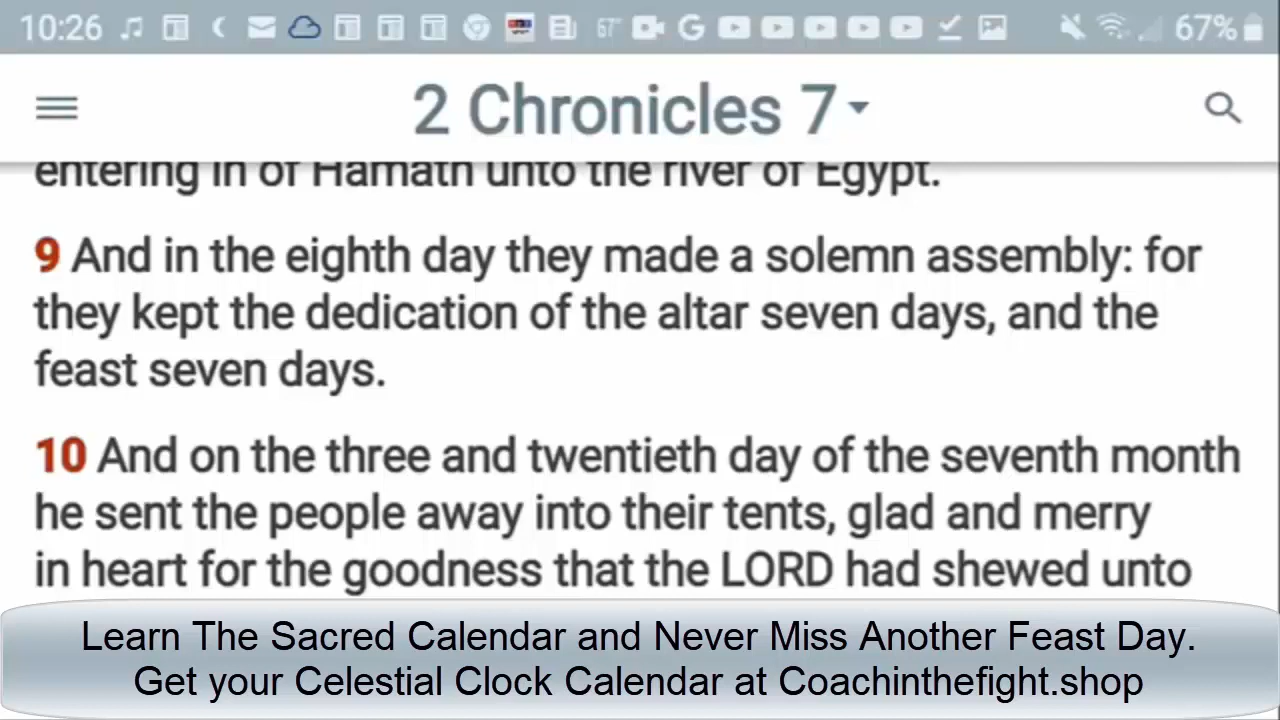 10:26 67° G 67%
2 Chronicles 7
entering in of Hamath unto the river of Egypt.
9 And in the eighth day they made a solemn assembly: for
they kept the dedication of the altar seven days, and the
feast seven days.
10 And on the three and twentieth day of the seventh month
he sent the people away into their tents, glad and merry
in heart for the goodness that the LORD had shewed unto
Learn The Sacred Calendar and Never Miss Another Feast Day.
Get your Celestial Clock Calendar at Coachinthefight.shop